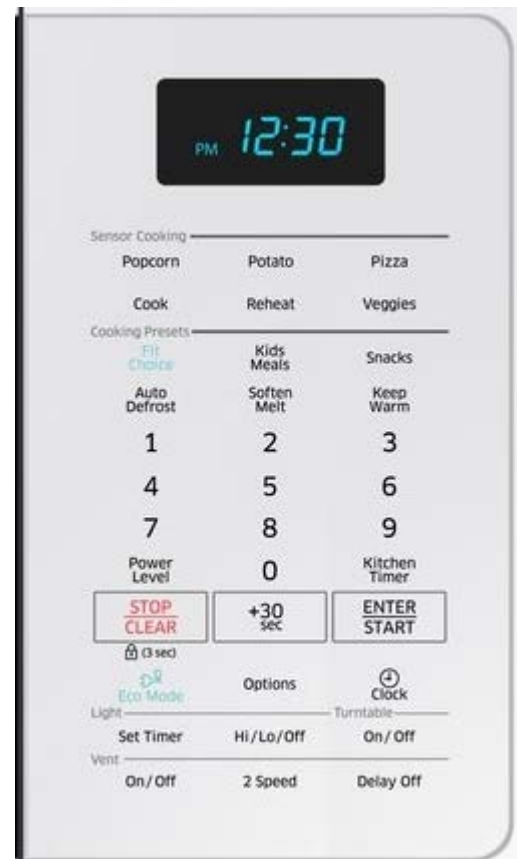 PM 12:30
Sensor Cooking
Popcorn Potato Pizza
Cook Reheat Veggies
Cooking Presets
Fit
Choice
Kids
Meals
Snacks
Auto
Defrost
Soften
Melt
Keep
Warm
1 2 3
4 5 6
7 8 9
Power
Level
0
Kitchen
Timer
STOP
CLEAR
+30
sec
ENTER
START
(3 sec)
Eco Mode Options Clock
Light Turntable
Set Timer Hi/Lo/Off On/Off
Vent
On/Off 2 Speed Delay Off